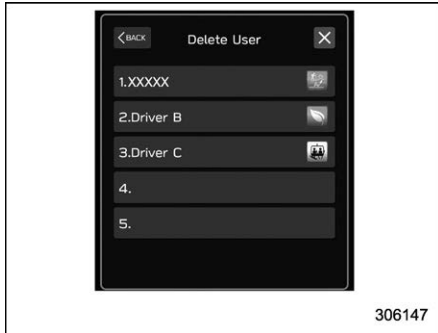 BACK Delete User X
1.XXXXX
2.Driver B
3.Driver C
4.
5.
306147